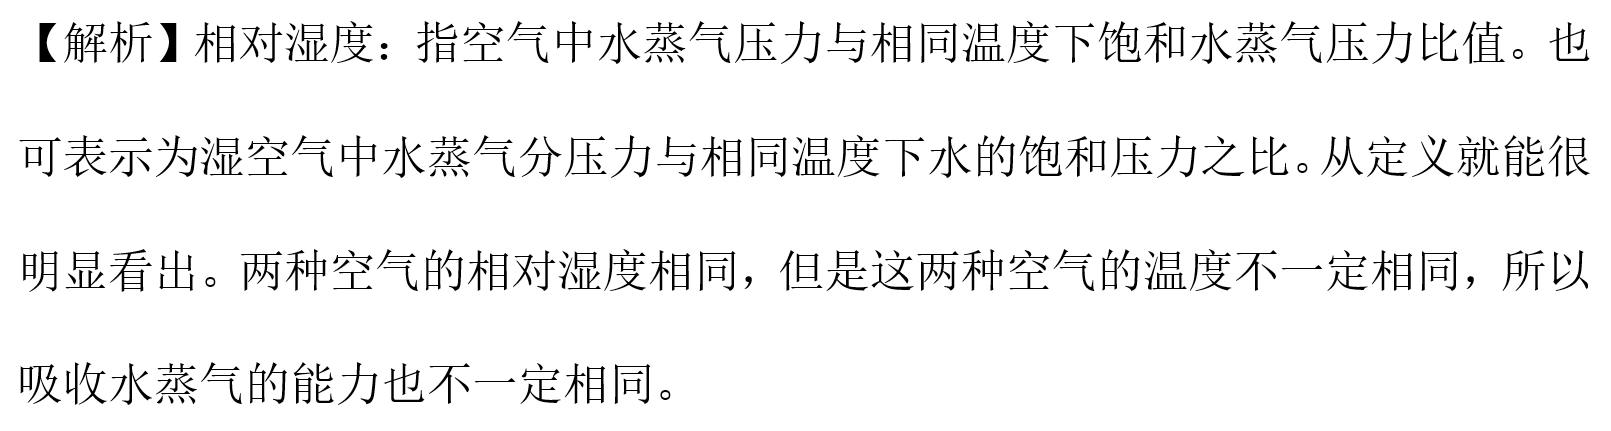 【解析】相对湿度：指空气中水蒸气压力与相同温度下饱和水蒸气压力比值。也
可表示为湿空气中水蒸气分压力与相同温度下水的饱和压力之比。从定义就能很
明显看出。两种空气的相对湿度相同，但是这两种空气的温度不一定相同，所以
吸收水蒸气的能力也不一定相同。